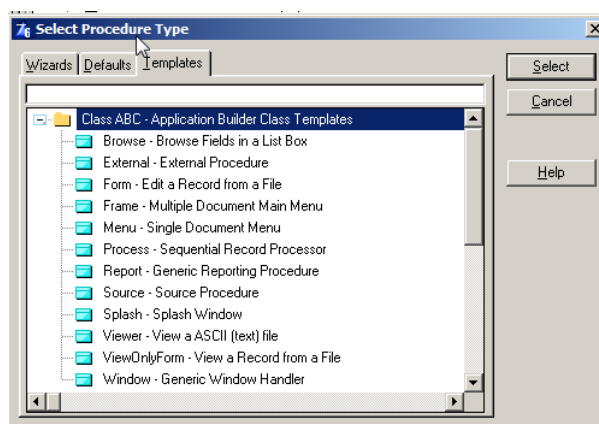 Select Procedure Type
Wizards Defaults Templates
Select
Cancel
Help
Class ABC - Application Builder Class Templates
Browse - Browse Fields in a List Box
External - External Procedure
Form - Edit a Record from a File
Frame - Multiple Document Main Menu
Menu - Single Document Menu
Process - Sequential Record Processor
Report - Generic Reporting Procedure
Source - Source Procedure
Splash - Splash Window
Viewer - View a ASCII (text) file
ViewOnlyForm - View a Record from a File
Window - Generic Window Handler